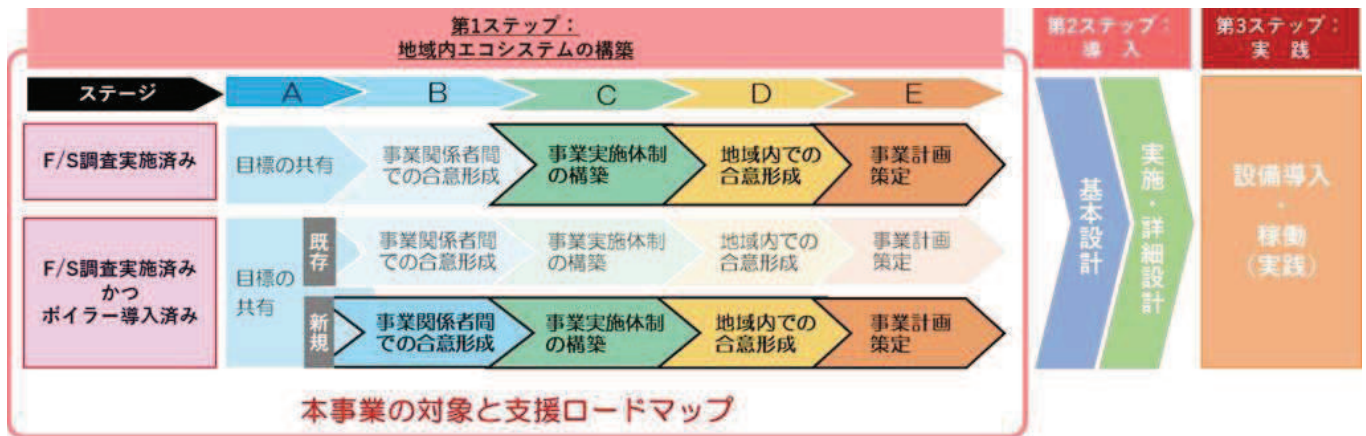 第1ステップ：
地域内エコシステムの構築
第2ステップ：
導 入
第3ステップ：
実 践
ステージ
A
B
C
D
E
F/S調査実施済み
目標の共有
事業関係者間
での合意形成
事業実施体制
の構築
地域内での
合意形成
事業計画
策定
F/S調査実施済み
かつ
ボイラー導入済み
目標の
共有
既存
事業関係者間
での合意形成
事業実施体制
の構築
地域内での
合意形成
事業計画
策定
新規
事業関係者間
での合意形成
事業実施体制
の構築
地域内での
合意形成
事業計画
策定
基本設計
実施・詳細設計
設備導入
・
稼働
（実践）
本事業の対象と支援ロードマップ